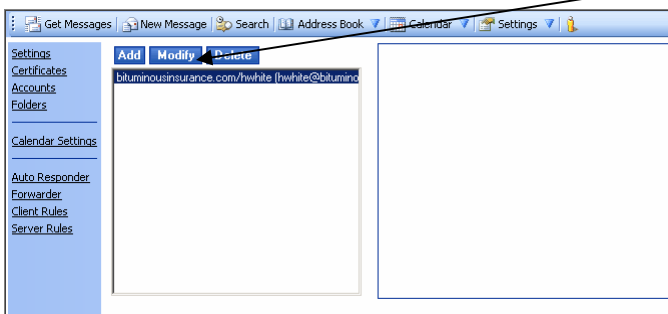 Get Messages New Message Search Address Book Calendar Settings
Settings
Certificates
Accounts
Folders
Calendar Settings
Auto Responder
Forwarder
Client Rules
Server Rules
Add Modify Delete
bituminousinsurance.com/hwhite (hwhite@bitumino